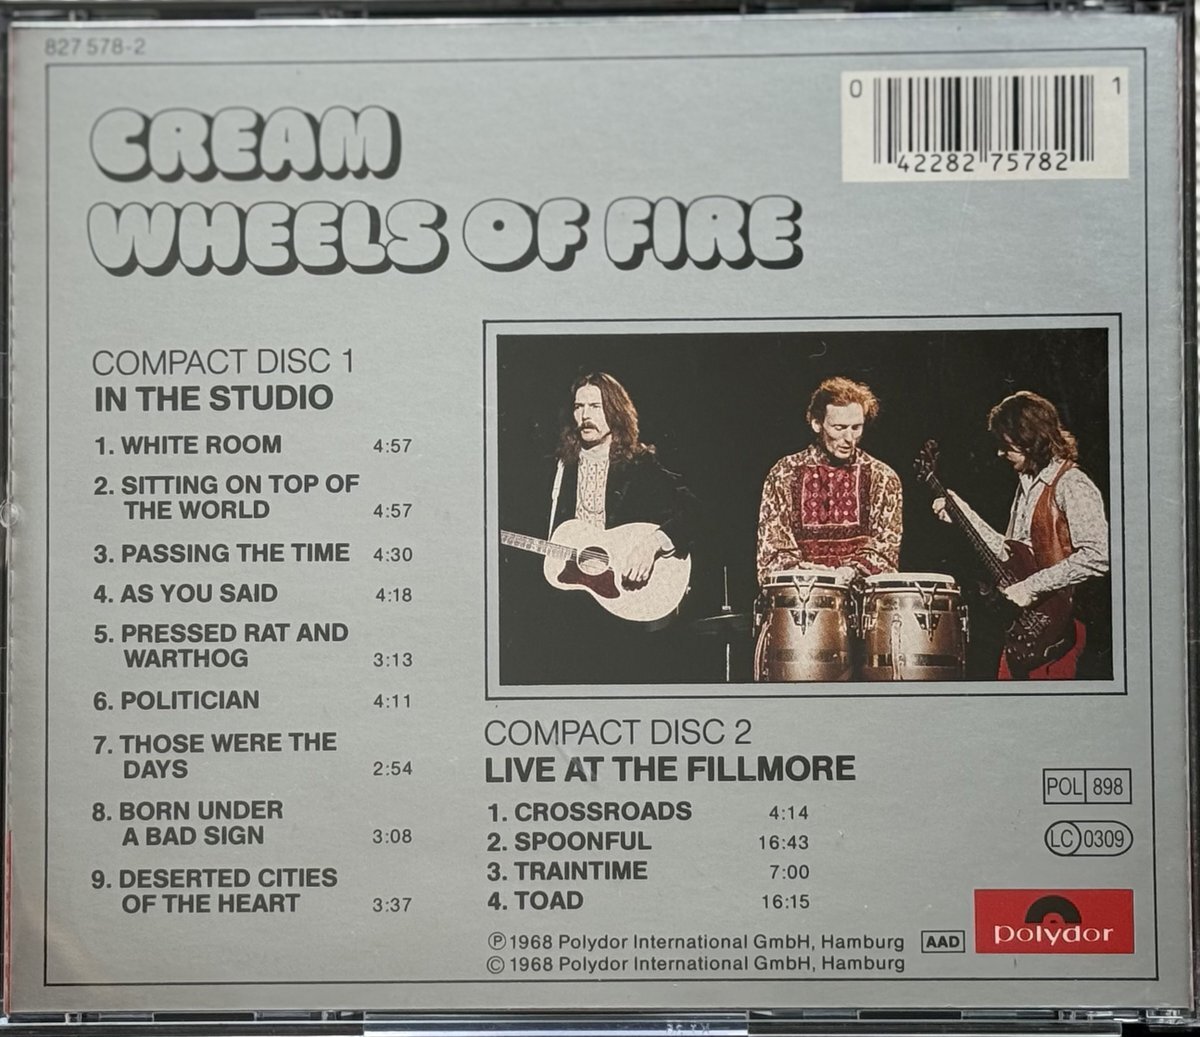 827 578-2
0 42282 75782 1
CREAM
WHEELS OF FIRE
COMPACT DISC 1
IN THE STUDIO
1. WHITE ROOM 4:57
2. SITTING ON TOP OF
THE WORLD 4:57
3. PASSING THE TIME 4:30
4. AS YOU SAID 4:18
5. PRESSED RAT AND
WARTHOG 3:13
6. POLITICIAN 4:11
7. THOSE WERE THE
DAYS 2:54
8. BORN UNDER
A BAD SIGN 3:08
9. DESERTED CITIES
OF THE HEART 3:37
COMPACT DISC 2
LIVE AT THE FILLMORE
1. CROSSROADS 4:14
2. SPOONFUL 16:43
3. TRAINTIME 7:00
4. TOAD 16:15
℗ 1968 Polydor International GmbH, Hamburg
© 1968 Polydor International GmbH, Hamburg
AAD
POL 898
LC 0309
polydor